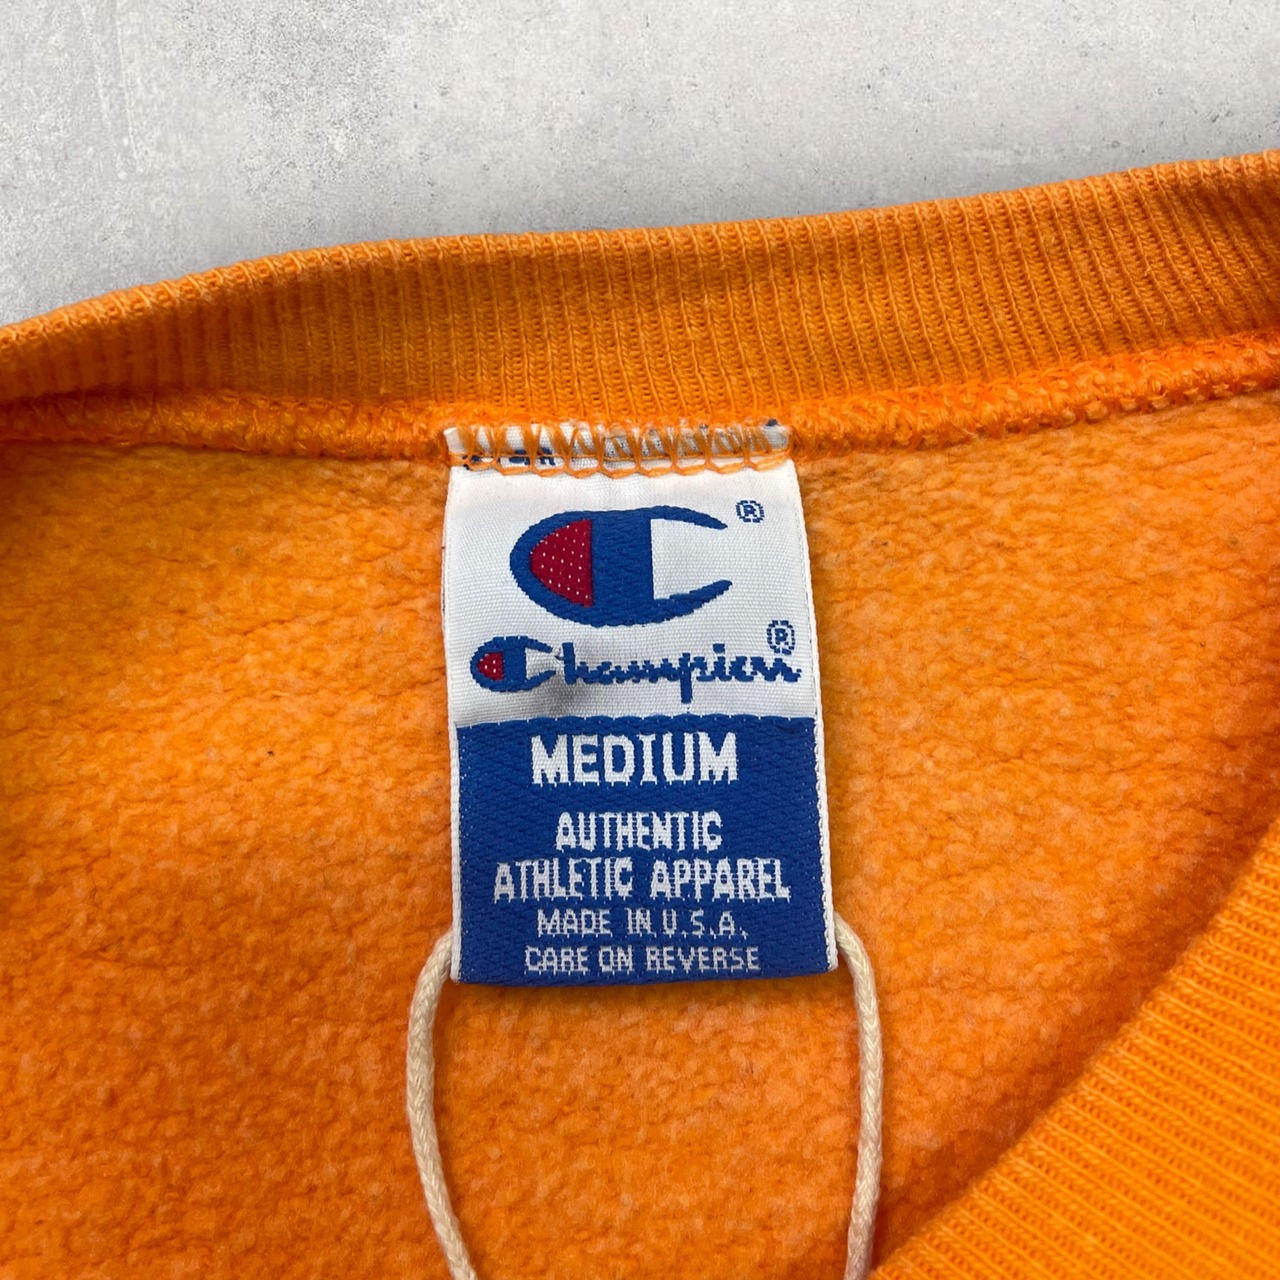 ®
Champion®
MEDIUM
AUTHENTIC
ATHLETIC APPAREL
MADE IN U.S.A.
CARE ON REVERSE